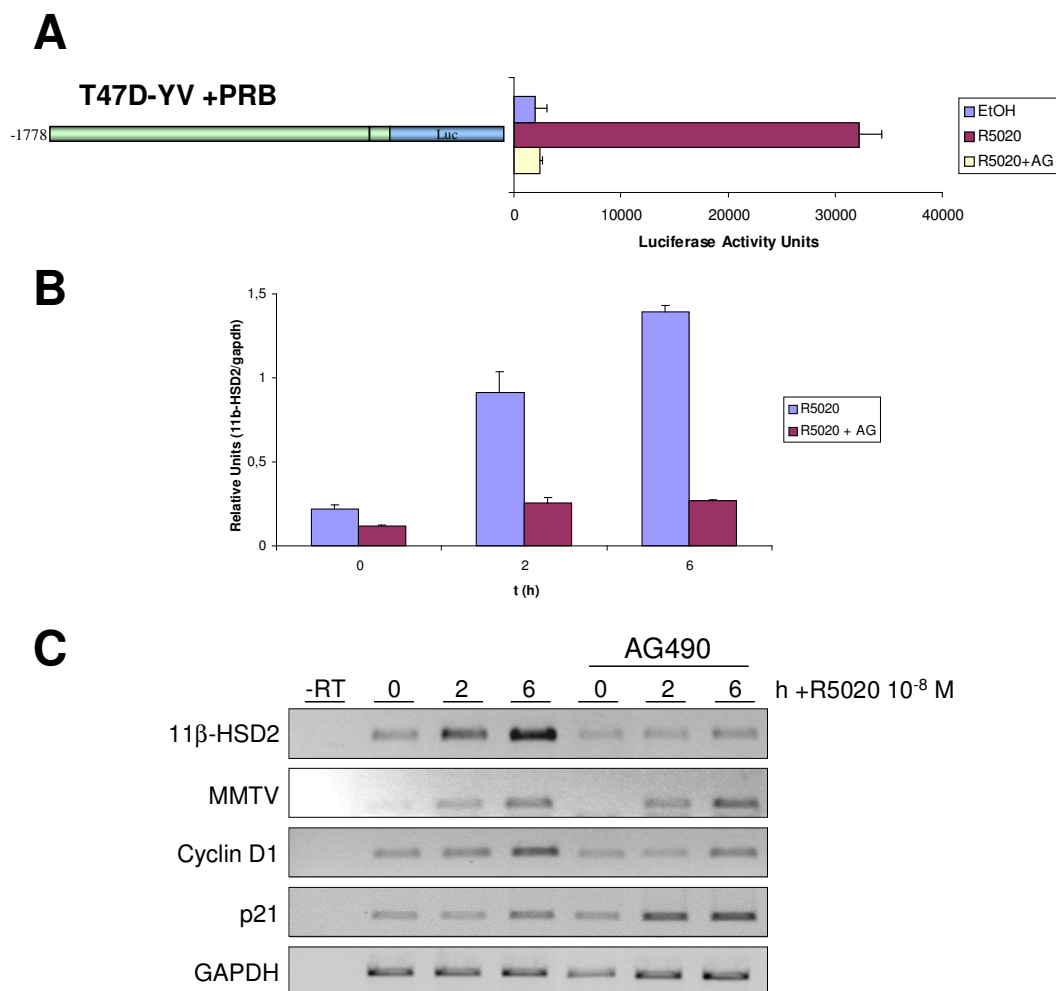 A
T47D-YV +PRB
-1778
Luc
EtOH
R5020
R5020+AG
0 10000 20000 30000 40000
Luciferase Activity Units
B
Relative Units (11b-HSD2/gapdh)
1,5
1
0,5
0
0 2 6
t (h)
R5020
R5020 + AG
C
AG490
-RT 0 2 6 0 2 6 h +R5020 10⁻⁸ M
11β-HSD2
MMTV
Cyclin D1
p21
GAPDH